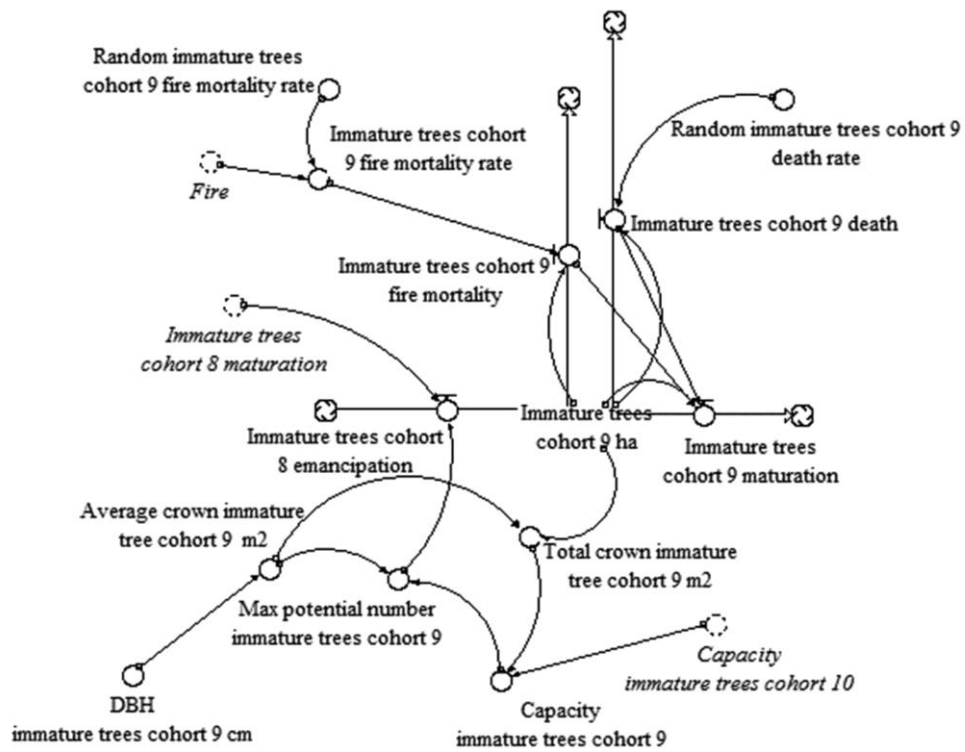 Random immature trees
cohort 9 fire mortality rate
Immature trees cohort
9 fire mortality rate
Random immature trees cohort 9
death rate
Fire
Immature trees cohort 9 death
Immature trees cohort 9
fire mortality
Immature trees
cohort 8 maturation
Immature trees
cohort 9 ha
Immature trees cohort
8 emancipation
Immature trees
cohort 9 maturation
Average crown immature
tree cohort 9 m2
Total crown immature
tree cohort 9 m2
Max potential number
immature trees cohort 9
Capacity
immature trees cohort 10
DBH
immature trees cohort 9 cm
Capacity
immature trees cohort 9